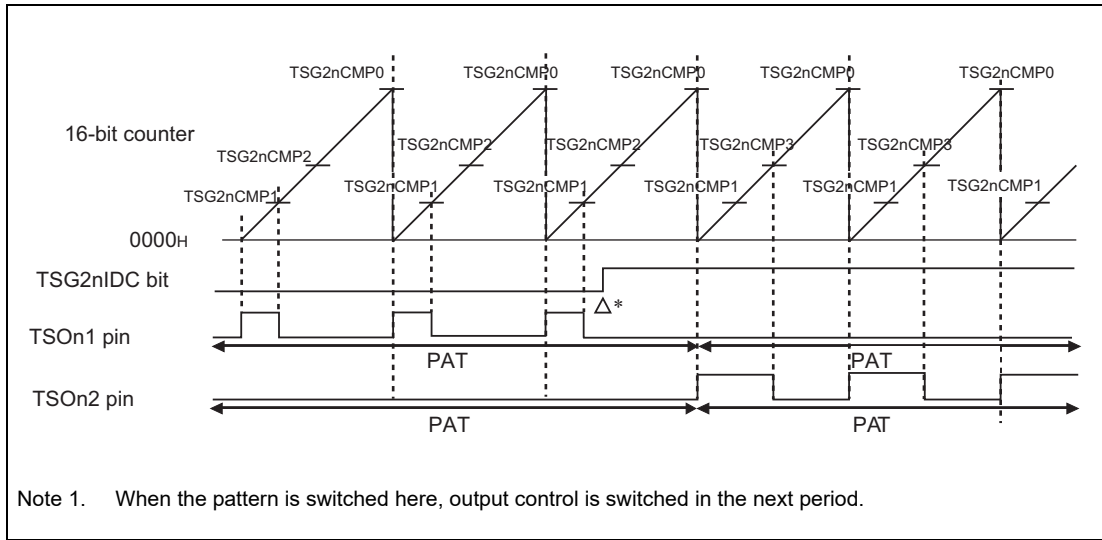 TSG2nCMP0 TSG2nCMP0 TSG2nCMP0 TSG2nCMP0 TSG2nCMP0
16-bit counter
TSG2nCMP2 TSG2nCMP2 TSG2nCMP2 TSG2nCMP3 TSG2nCMP3
TSG2nCMP1 TSG2nCMP1 TSG2nCMP1 TSG2nCMP1 TSG2nCMP1 TSG2nCMP1
0000H
TSG2nIDC bit
△*
TSOn1 pin
PAT PAT
TSOn2 pin
PAT PAT
Note 1. When the pattern is switched here, output control is switched in the next period.